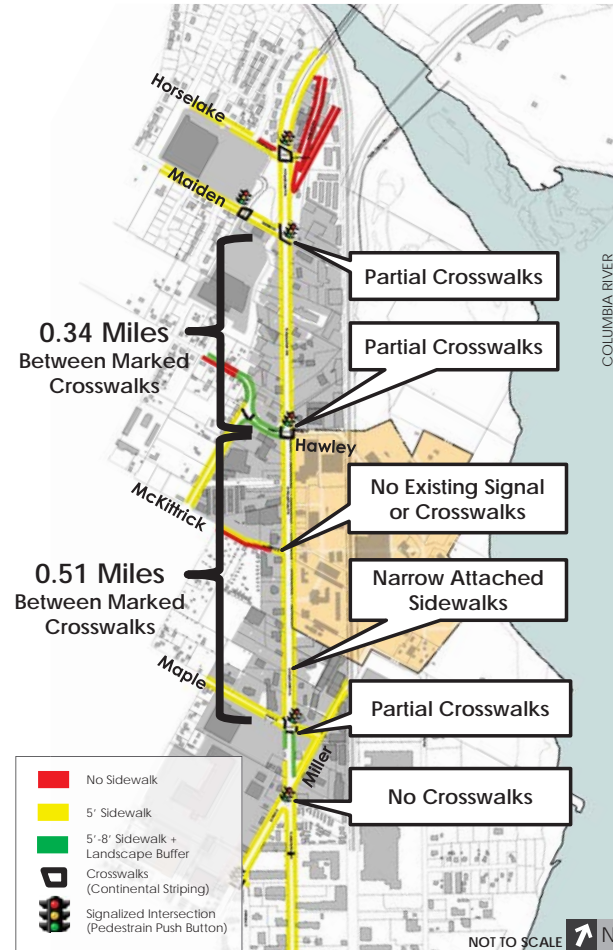 Horselake
Maiden
Partial Crosswalks
COLUMBIA RIVER
0.34 Miles
Between Marked
Crosswalks
Partial Crosswalks
Hawley
McKittrick
No Existing Signal
or Crosswalks
0.51 Miles
Between Marked
Crosswalks
Narrow Attached
Sidewalks
Maple
Partial Crosswalks
Miller
No Crosswalks
No Sidewalk
5' Sidewalk
5'-8' Sidewalk +
Landscape Buffer
Crosswalks
(Continental Striping)
Signalized Intersection
(Pedestrain Push Button)
NOT TO SCALE
N